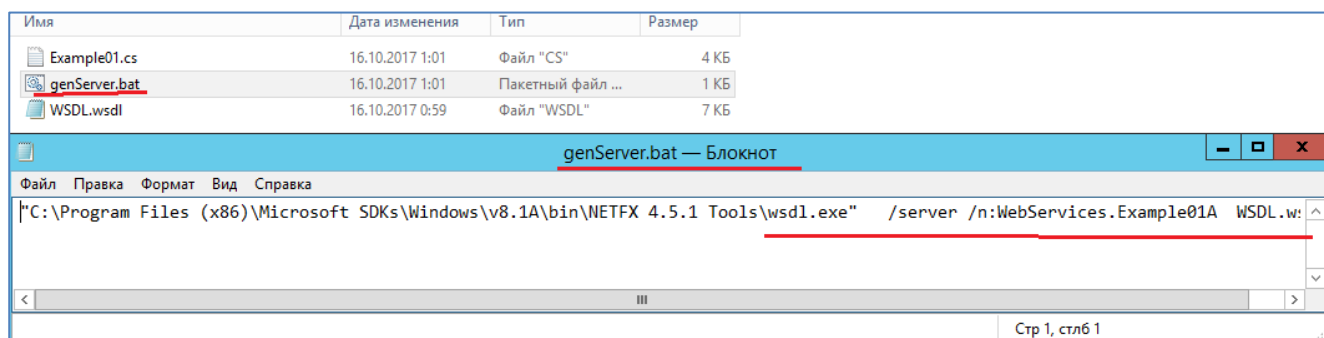 Имя Дата изменения Тип Размер
Example01.cs 16.10.2017 1:01 Файл "CS" 4 КБ
genServer.bat 16.10.2017 1:01 Пакетный файл ... 1 КБ
WSDL.wsdl 16.10.2017 0:59 Файл "WSDL" 7 КБ
genServer.bat — Блокнот
Файл Правка Формат Вид Справка
"C:\Program Files (x86)\Microsoft SDKs\Windows\v8.1A\bin\NETFX 4.5.1 Tools\wsdl.exe" /server /n:WebServices.Example01A WSDL.w
Стр 1, стлб 1